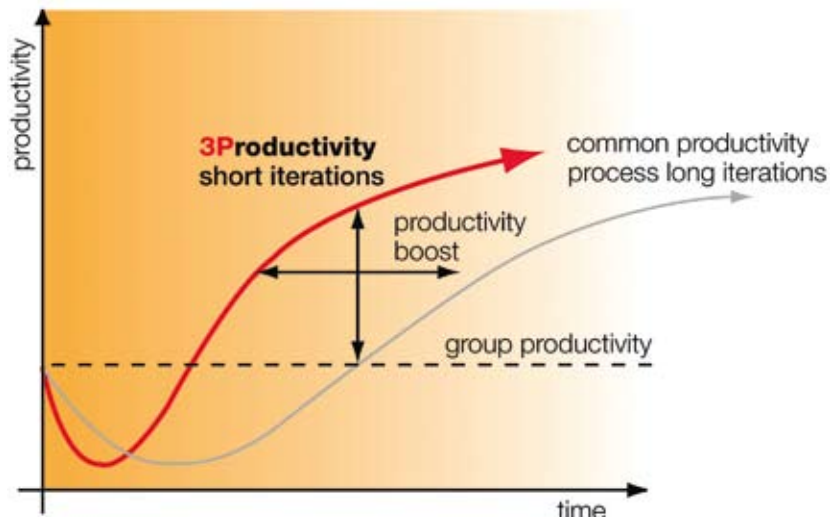 productivity
3Productivity
short iterations
common productivity
process long iterations
productivity
boost
group productivity
time